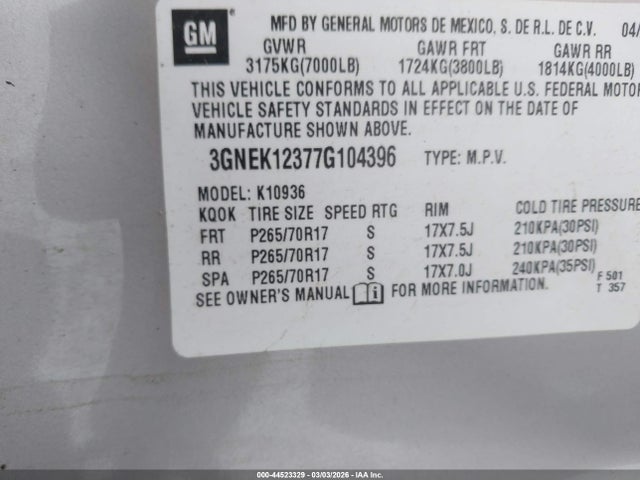 GM
MFD BY GENERAL MOTORS DE MEXICO, S. DE R.L. DE C.V. 04/
GVWR GAWR FRT GAWR RR
3175KG(7000LB) 1724KG(3800LB) 1814KG(4000LB)
THIS VEHICLE CONFORMS TO ALL APPLICABLE U.S. FEDERAL MOTOR
VEHICLE SAFETY STANDARDS IN EFFECT ON THE DATE OF
MANUFACTURE SHOWN ABOVE.
3GNEK12377G104396 TYPE: M.P.V.
MODEL: K10936
KQOK TIRE SIZE SPEED RTG RIM COLD TIRE PRESSURE
FRT P265/70R17 S 17X7.5J 210KPA(30PSI)
RR P265/70R17 S 17X7.5J 210KPA(30PSI)
SPA P265/70R17 S 17X7.0J 240KPA(35PSI)
F 501
SEE OWNER'S MANUAL FOR MORE INFORMATION. T 357
000-44523329 - 03/03/2026 - IAAI, Inc.